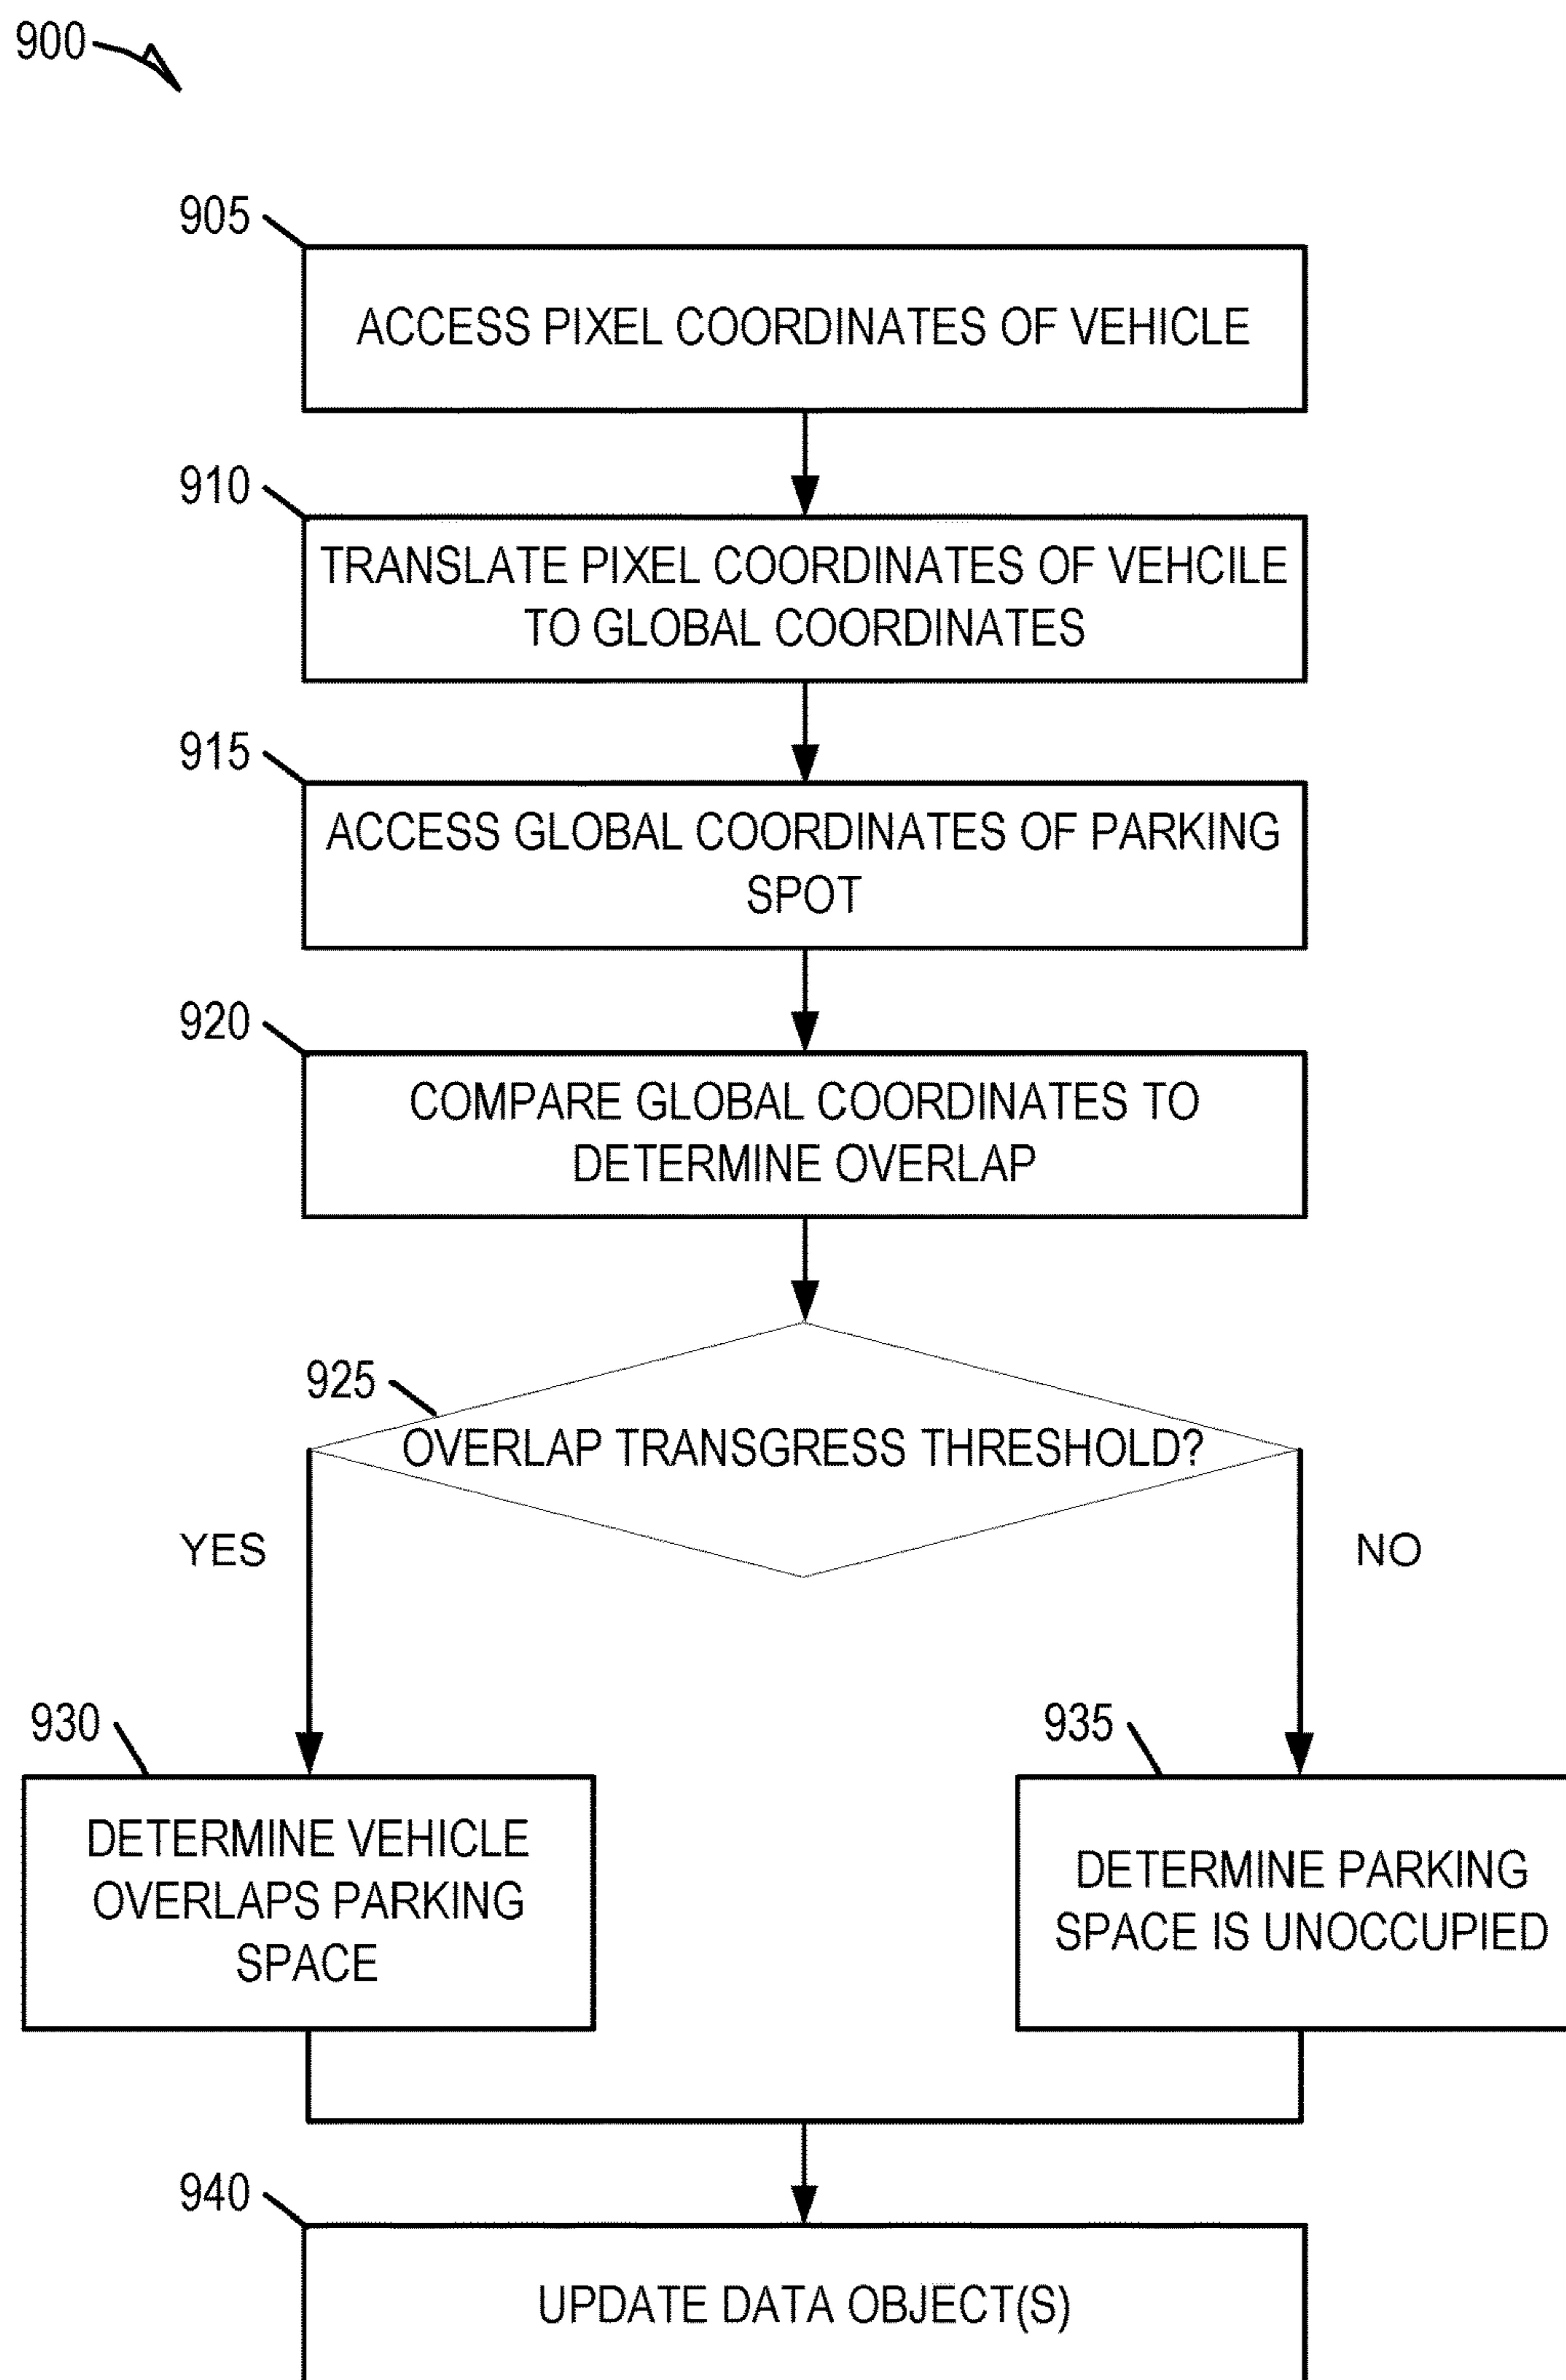 900
905
ACCESS PIXEL COORDINATES OF VEHICLE
910
TRANSLATE PIXEL COORDINATES OF VEHCILE
TO GLOBAL COORDINATES
915
ACCESS GLOBAL COORDINATES OF PARKING
SPOT
920
COMPARE GLOBAL COORDINATES TO
DETERMINE OVERLAP
925
OVERLAP TRANSGRESS THRESHOLD?
YES
NO
930
DETERMINE VEHICLE
OVERLAPS PARKING
SPACE
935
DETERMINE PARKING
SPACE IS UNOCCUPIED
940
UPDATE DATA OBJECT(S)